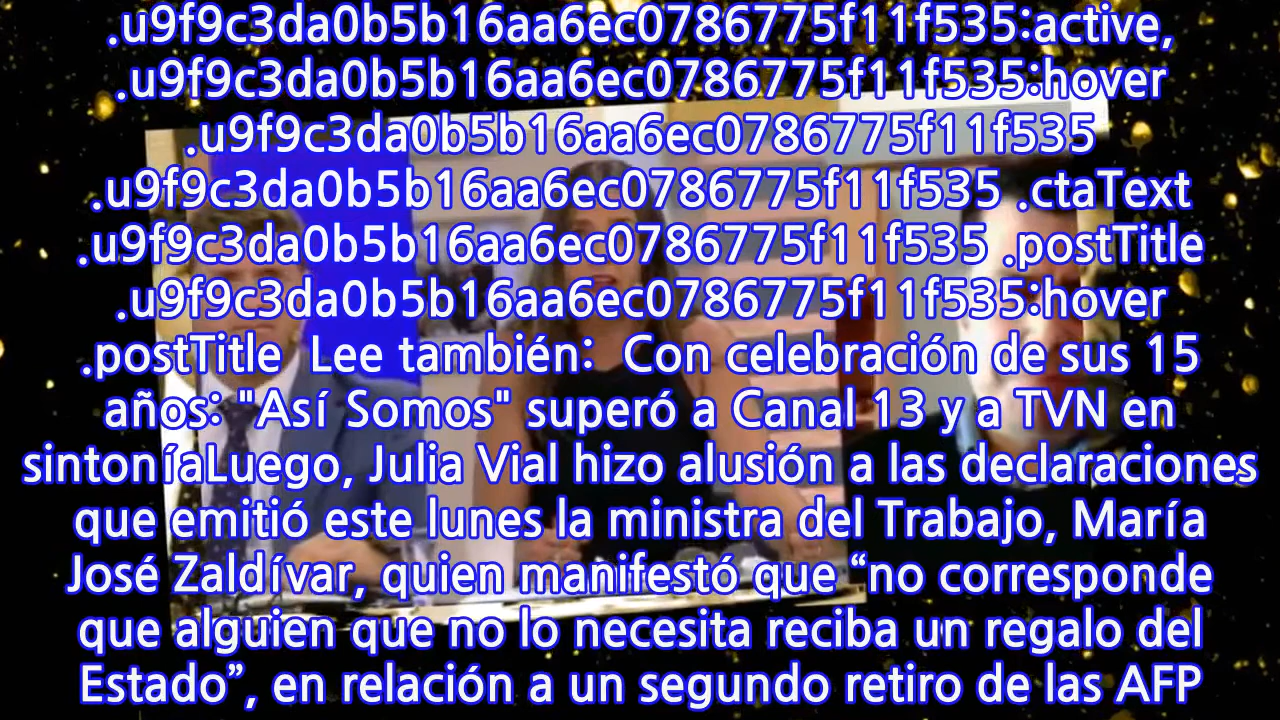 .u9f9c3da0b5b16aa6ec0786775f11f535:active,
.u9f9c3da0b5b16aa6ec0786775f11f535:hover
.u9f9c3da0b5b16aa6ec0786775f11f535
.u9f9c3da0b5b16aa6ec0786775f11f535 .ctaText
.u9f9c3da0b5b16aa6ec0786775f11f535 .postTitle
.u9f9c3da0b5b16aa6ec0786775f11f535:hover
.postTitle  Lee también:  Con celebración de sus 15
años: "Así Somos" superó a Canal 13 y a TVN en
sintoníaLuego, Julia Vial hizo alusión a las declaraciones
que emitió este lunes la ministra del Trabajo, María
José Zaldívar, quien manifestó que “no corresponde
que alguien que no lo necesita reciba un regalo del
Estado”, en relación a un segundo retiro de las AFP